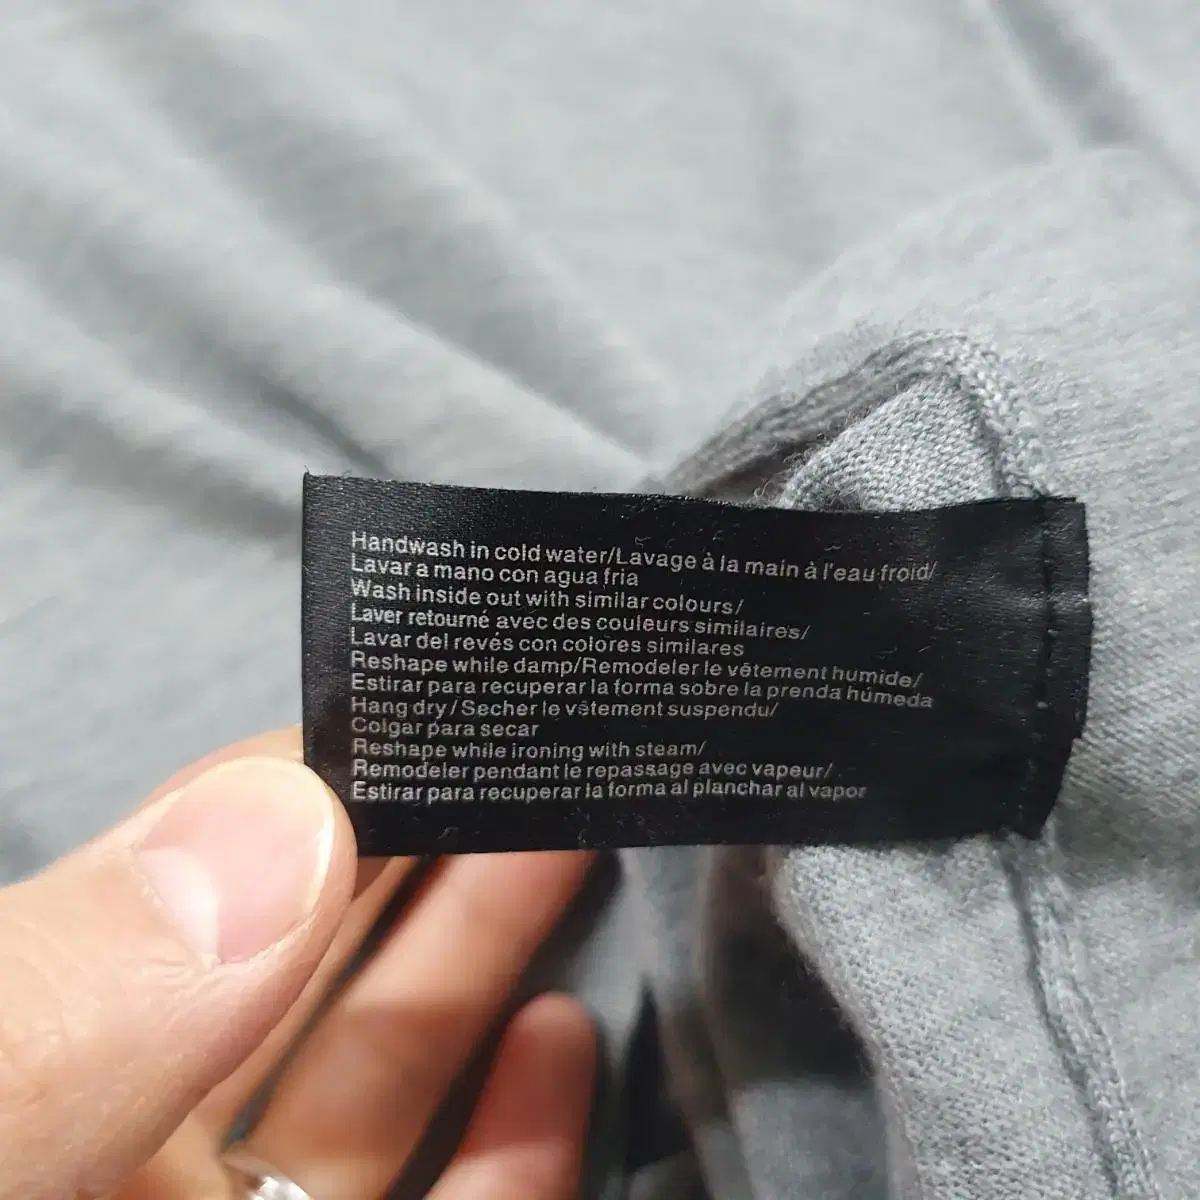 Handwash in cold water/Lavage à la main à l'eau froid/
Lavar a mano con agua fria
Wash inside out with similar colours/
Laver retourné avec des couleurs similaires/
Lavar del revés con colores similares
Reshape while damp/Remodeler le vêtement humide/
Estirar para recuperar la forma sobre la prenda húmeda
Hang dry/Secher le vêtement suspendu/
Colgar para secar
Reshape while ironing with steam/
Remodeler pendant le repassage avec vapeur/
Estirar para recuperar la forma al planchar al vapor